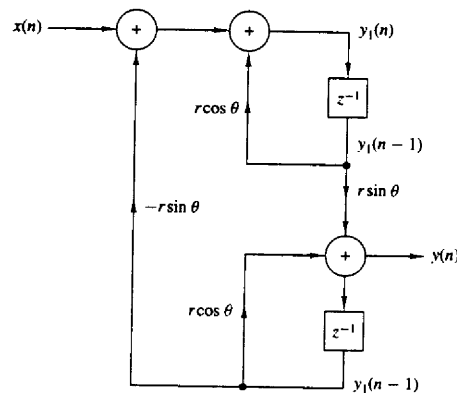 x(n)
+
+
y₁(n)
r cos θ
z⁻¹
y₁(n − 1)
−r sin θ
r sin θ
+
y(n)
r cos θ
z⁻¹
y₁(n − 1)